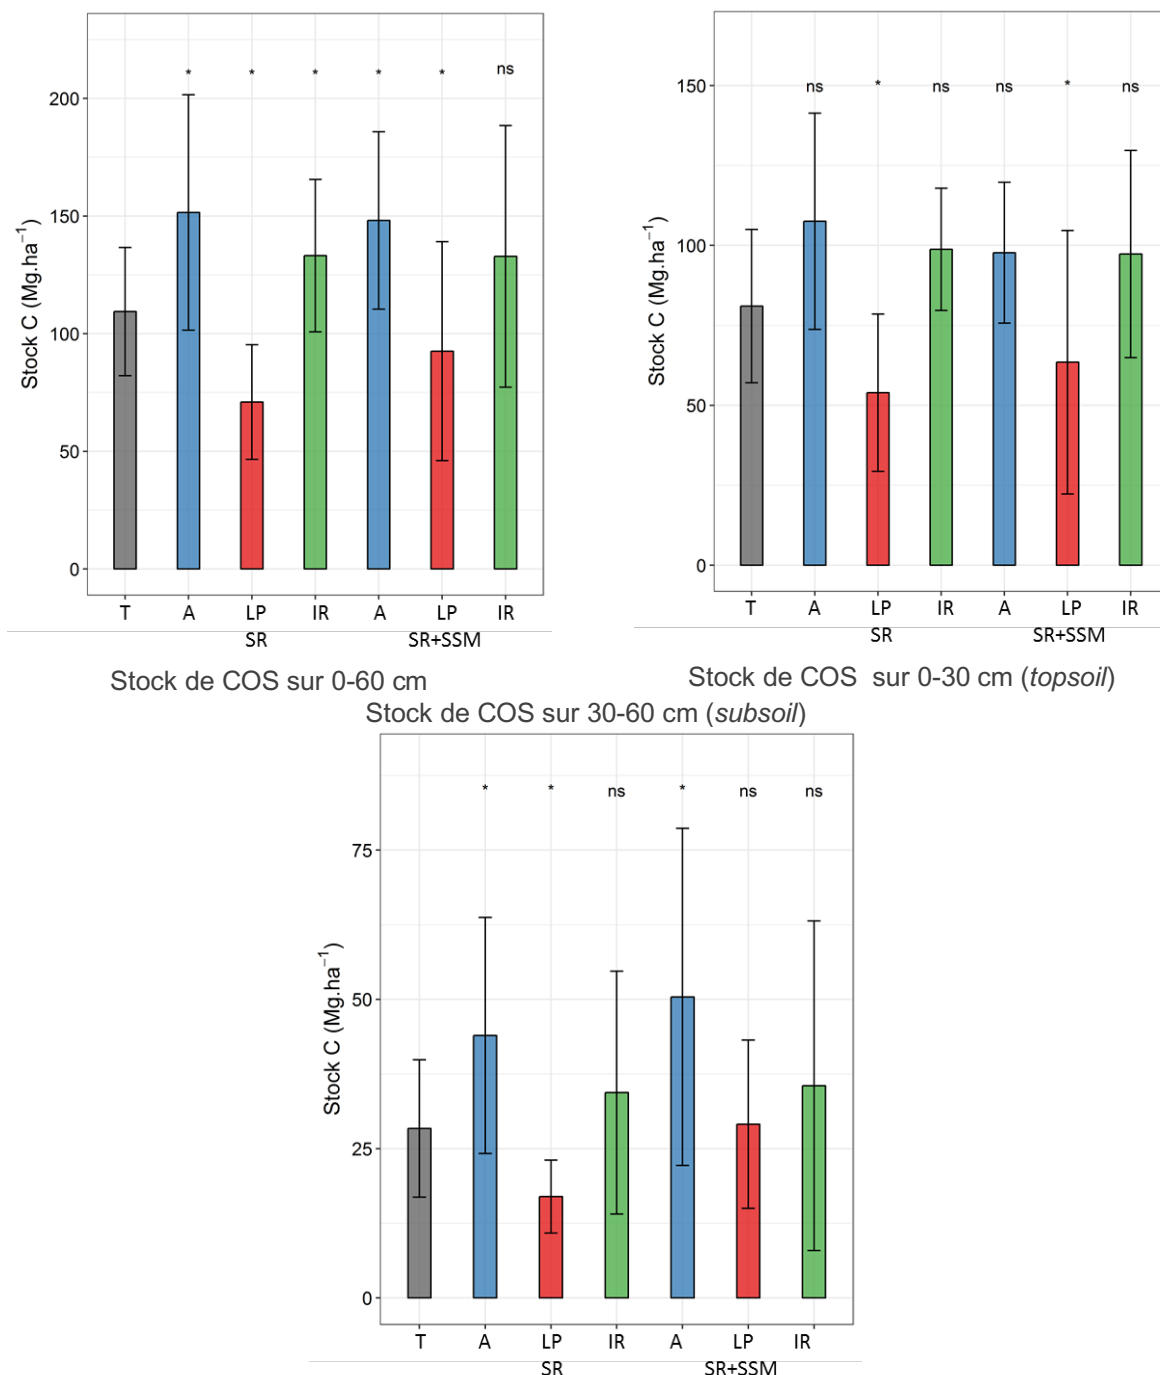 * * * * * ns
200
150
100
50
0
Stock C (Mg.ha⁻¹)
T A LP IR A LP IR
SR SR+SSM
Stock de COS sur 0-60 cm
ns * ns ns * ns
150
100
50
0
Stock C (Mg.ha⁻¹)
T A LP IR A LP IR
SR SR+SSM
Stock de COS sur 0-30 cm (topsoil)
Stock de COS sur 30-60 cm (subsoil)
* * ns * ns ns
75
50
25
0
Stock C (Mg.ha⁻¹)
T A LP IR A LP IR
SR SR+SSM